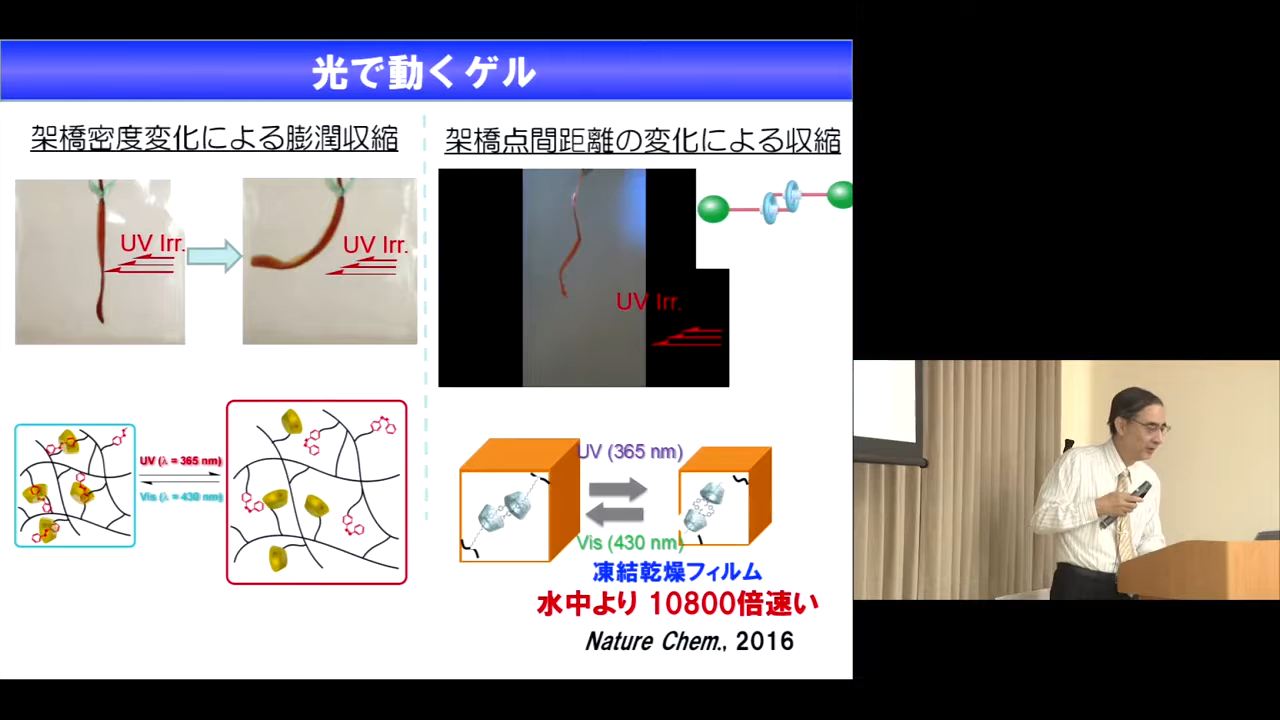 光で動くゲル
架橋密度変化による膨潤収縮
UV Irr.
UV Irr.
UV (λ = 365 nm)
Vis (λ = 430 nm)
架橋点間距離の変化による収縮
UV Irr.
UV (365 nm)
Vis (430 nm)
凍結乾燥フィルム
水中より 10800倍速い
Nature Chem., 2016